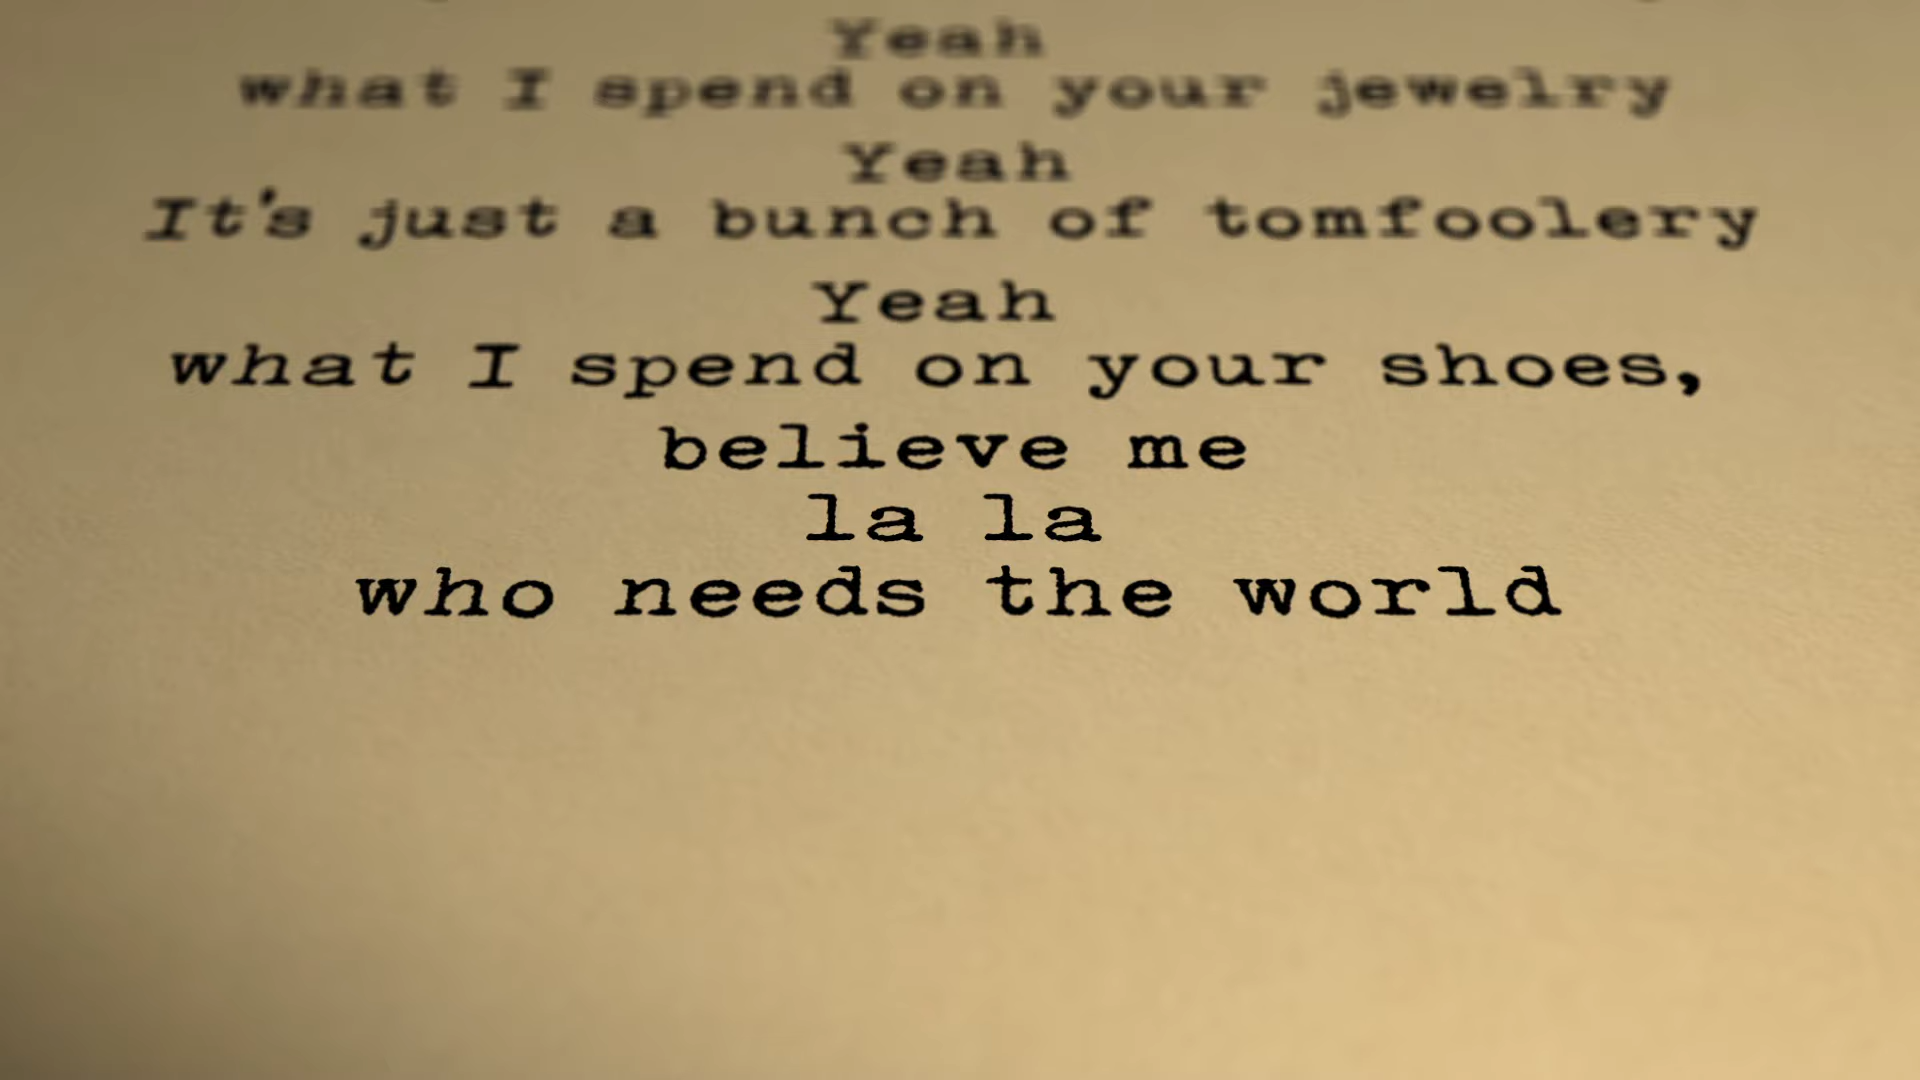 Yeah
what I spend on your jewelry
Yeah
It's just a bunch of tomfoolery
Yeah
what I spend on your shoes,
believe me
la la
who needs the world